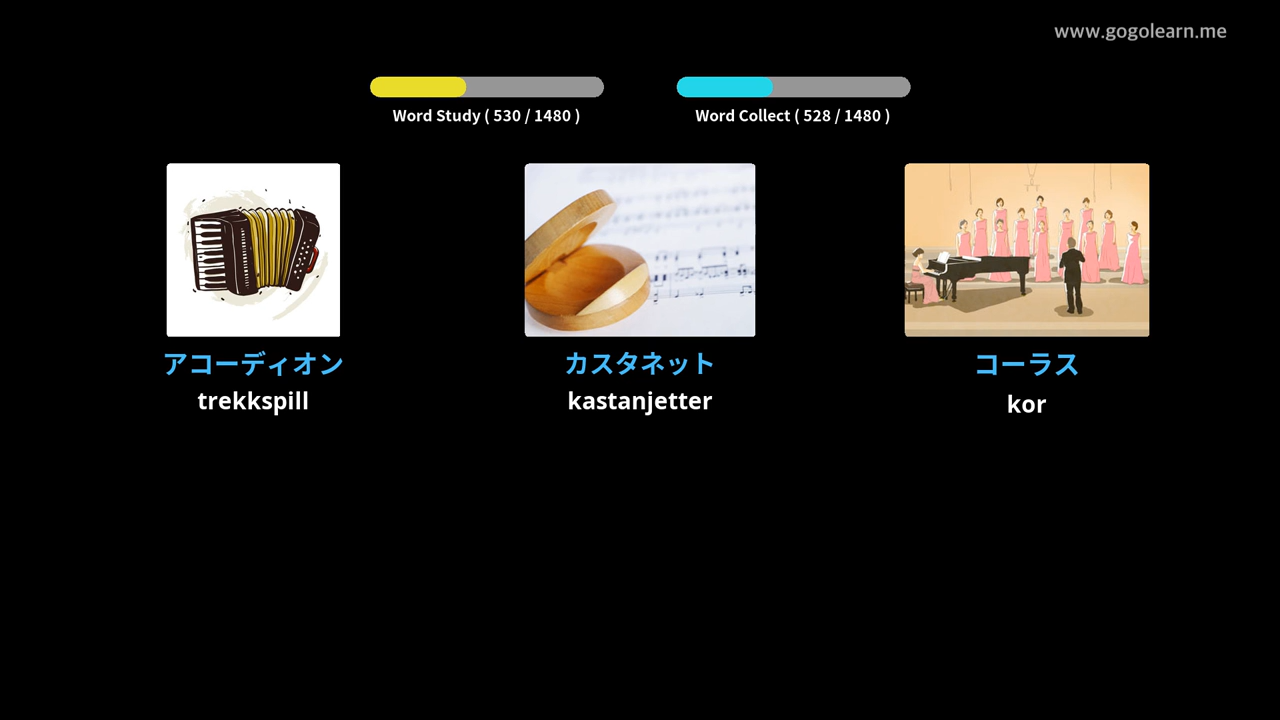 www.gogolearn.me
Word Study ( 530 / 1480 )
Word Collect ( 528 / 1480 )
アコーディオン
trekkspill
カスタネット
kastanjetter
コーラス
kor